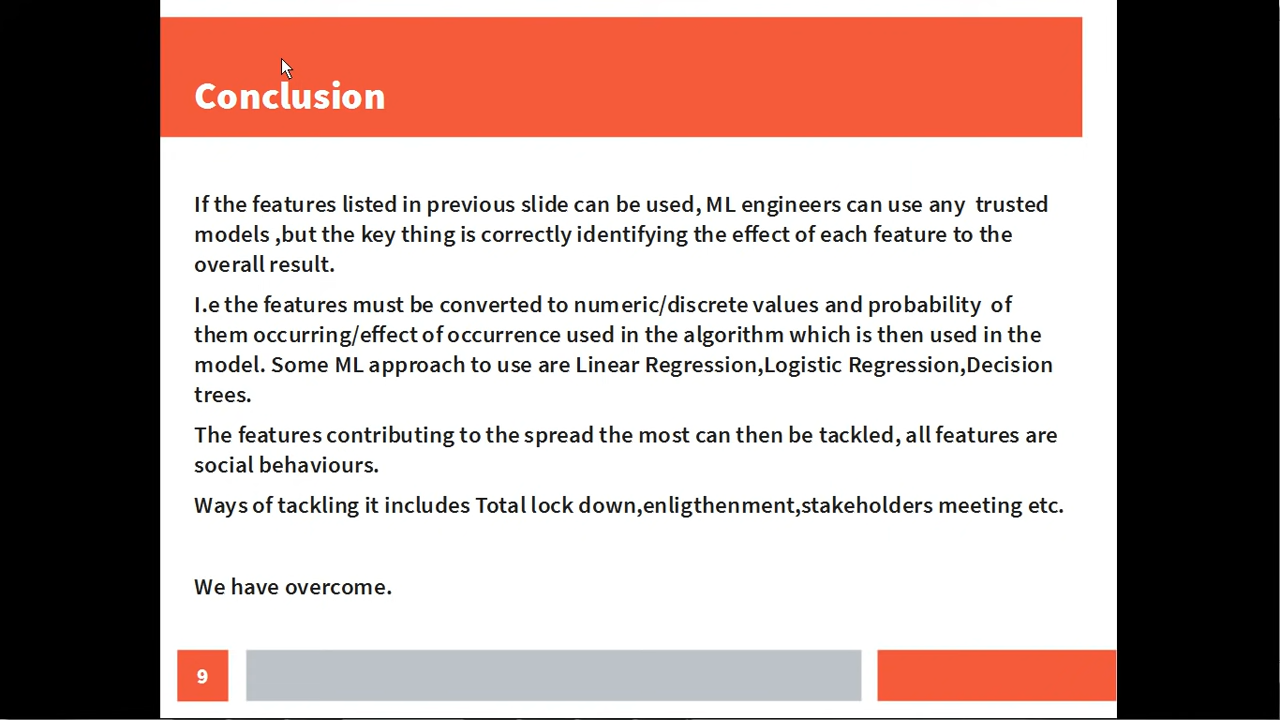 Conclusion
If the features listed in previous slide can be used, ML engineers can use any  trusted
models ,but the key thing is correctly identifying the effect of each feature to the
overall result.
I.e the features must be converted to numeric/discrete values and probability  of
them occurring/effect of occurrence used in the algorithm which is then used in the
model. Some ML approach to use are Linear Regression,Logistic Regression,Decision
trees.
The features contributing to the spread the most can then be tackled, all features are
social behaviours.
Ways of tackling it includes Total lock down,enligthenment,stakeholders meeting etc.
We have overcome.
9